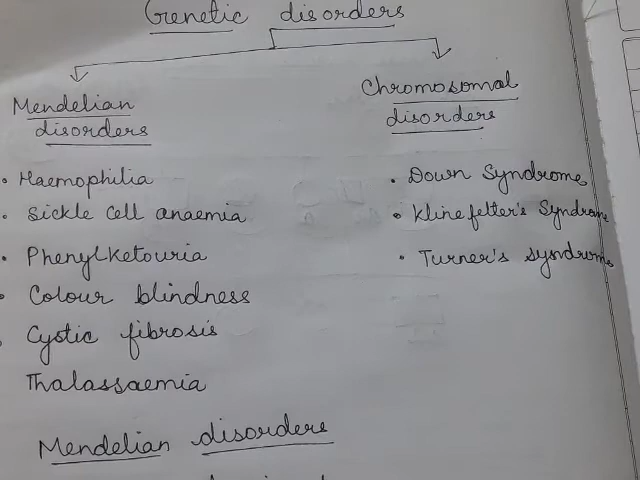 Genetic disorders
Mendelian
disorders
• Haemophilia
• Sickle cell anaemia
• Phenylketouria
• Colour blindness
Cystic fibrosis
Thalassaemia
Chromosomal
disorders
• Down Syndrome
• Klinefelter's Syndrome
• Turner's syndrome
Mendelian disorders